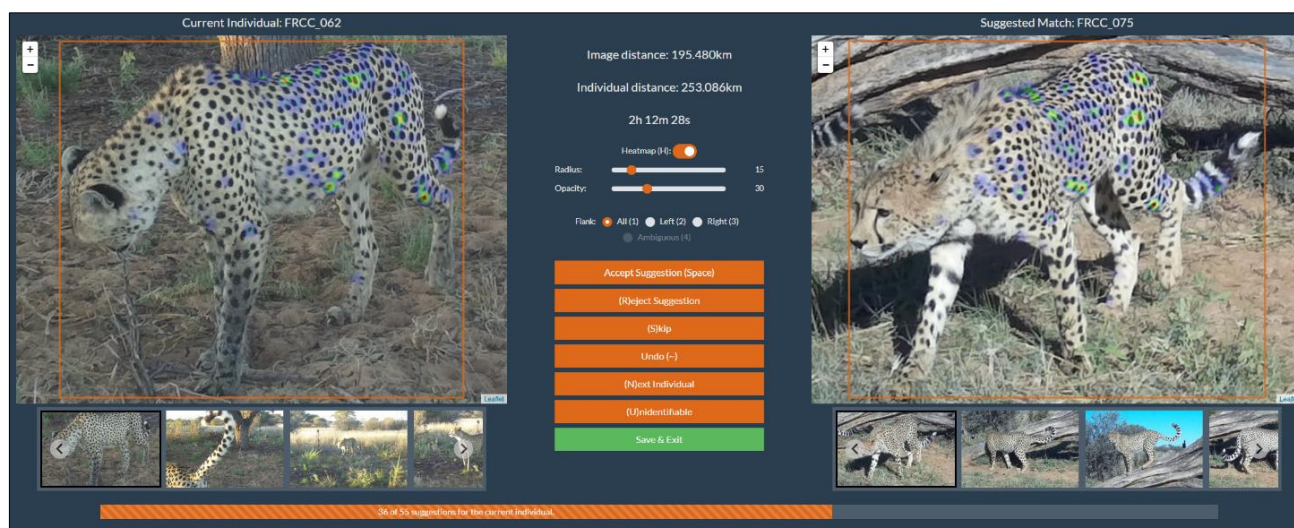 Current Individual: FRCC_062
Suggested Match: FRCC_075
+
−
Leaflet
Image distance: 195.480km
Individual distance: 253.086km
2h 12m 28s
Heatmap (H):
Radius: 15
Opacity: 30
Flank: All (1) Left (2) Right (3)
Ambiguous (4)
Accept Suggestion (Space)
(R)eject Suggestion
(S)kip
Undo (~)
(N)ext Individual
(U)nidentifiable
Save & Exit
+
−
Leaflet
36 of 55 suggestions for the current individual.